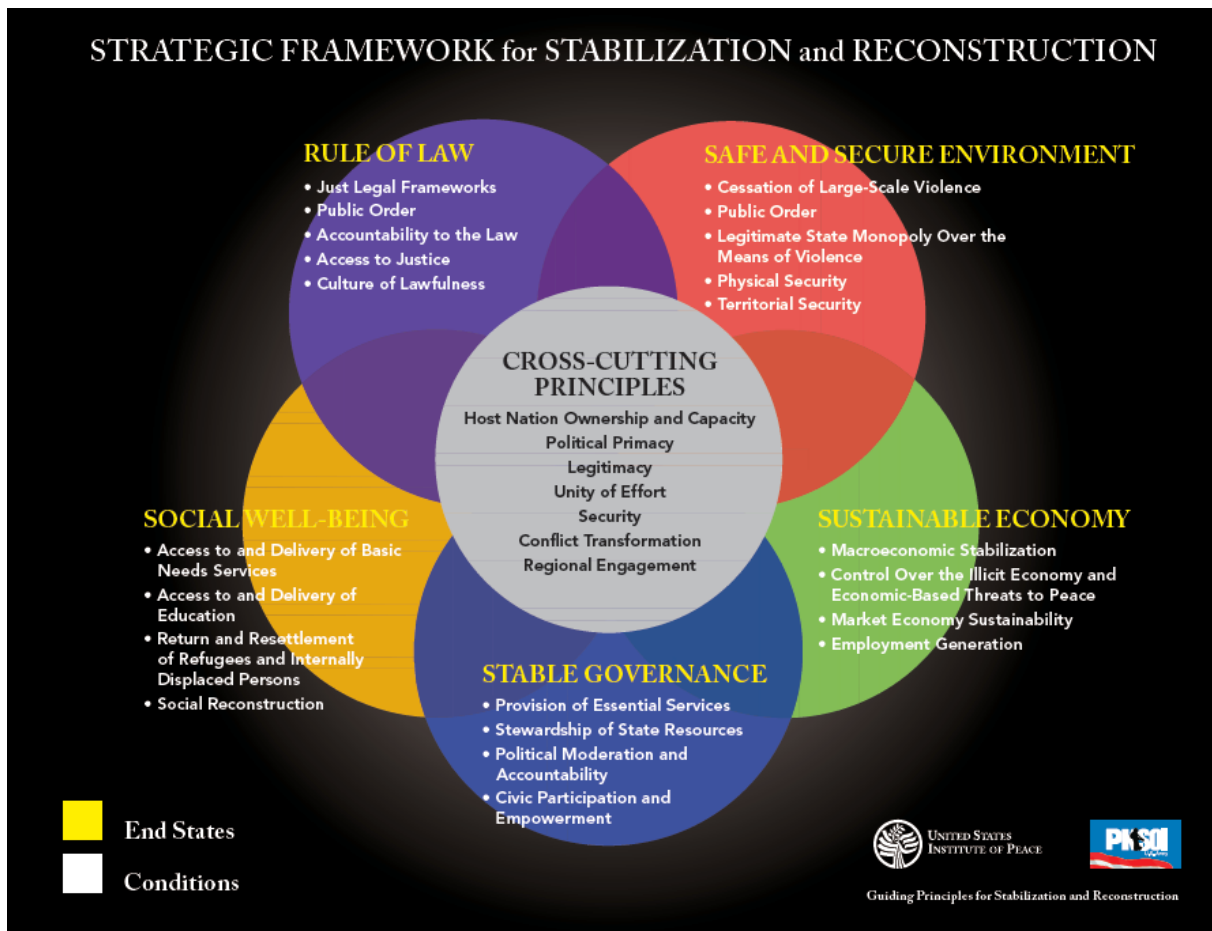 STRATEGIC FRAMEWORK for STABILIZATION and RECONSTRUCTION
RULE OF LAW
• Just Legal Frameworks
• Public Order
• Accountability to the Law
• Access to Justice
• Culture of Lawfulness
SAFE AND SECURE ENVIRONMENT
• Cessation of Large-Scale Violence
• Public Order
• Legitimate State Monopoly Over the
Means of Violence
• Physical Security
• Territorial Security
CROSS-CUTTING
PRINCIPLES
Host Nation Ownership and Capacity
Political Primacy
Legitimacy
Unity of Effort
Security
Conflict Transformation
Regional Engagement
SOCIAL WELL-BEING
• Access to and Delivery of Basic
Needs Services
• Access to and Delivery of
Education
• Return and Resettlement
of Refugees and Internally
Displaced Persons
• Social Reconstruction
SUSTAINABLE ECONOMY
• Macroeconomic Stabilization
• Control Over the Illicit Economy and
Economic-Based Threats to Peace
• Market Economy Sustainability
• Employment Generation
STABLE GOVERNANCE
• Provision of Essential Services
• Stewardship of State Resources
• Political Moderation and
Accountability
• Civic Participation and
Empowerment
End States
Conditions
UNITED STATES
INSTITUTE OF PEACE
PKSOI
Guiding Principles for Stabilization and Reconstruction